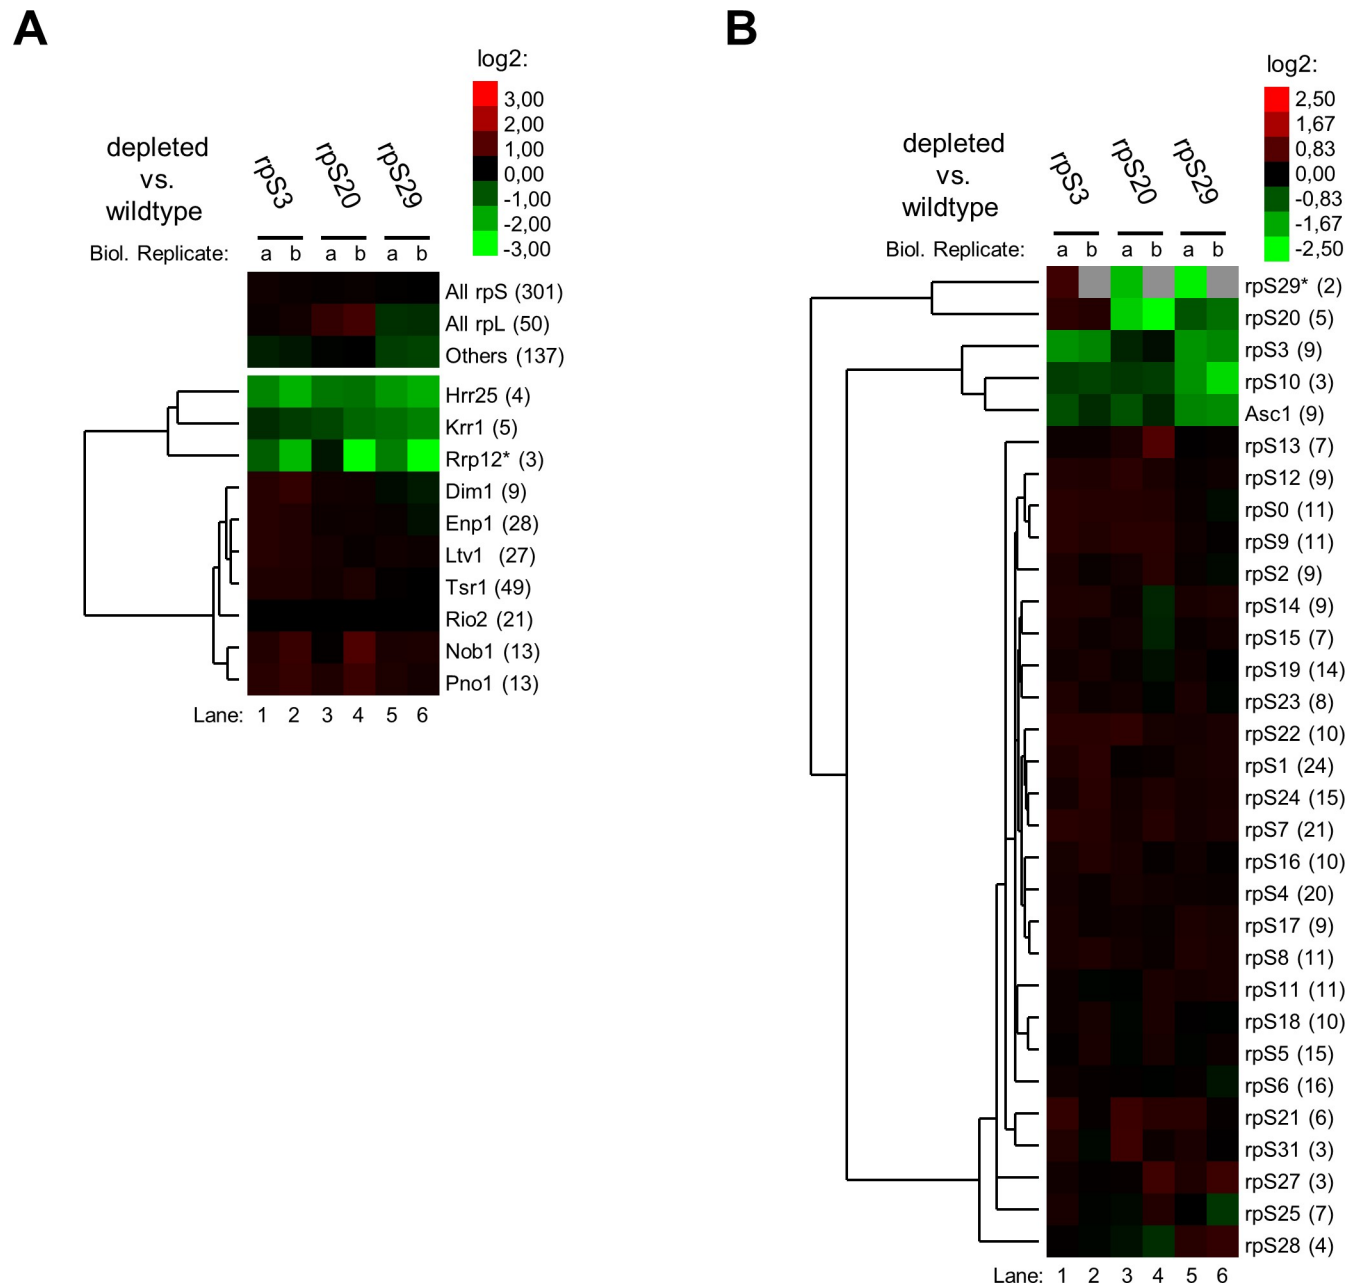 A
log2:
3,00
2,00
1,00
0,00
-1,00
-2,00
-3,00
depleted
vs.
wildtype
rpS3
rpS20
rpS29
Biol. Replicate: a b a b a b
All rpS (301)
All rpL (50)
Others (137)
Hrr25 (4)
Krr1 (5)
Rrp12* (3)
Dim1 (9)
Enp1 (28)
Ltv1 (27)
Tsr1 (49)
Rio2 (21)
Nob1 (13)
Pno1 (13)
Lane: 1 2 3 4 5 6
B
log2:
2,50
1,67
0,83
0,00
-0,83
-1,67
-2,50
depleted
vs.
wildtype
rpS3
rpS20
rpS29
Biol. Replicate: a b a b a b
rpS29* (2)
rpS20 (5)
rpS3 (9)
rpS10 (3)
Asc1 (9)
rpS13 (7)
rpS12 (9)
rpS0 (11)
rpS9 (11)
rpS2 (9)
rpS14 (9)
rpS15 (7)
rpS19 (14)
rpS23 (8)
rpS22 (10)
rpS1 (24)
rpS24 (15)
rpS7 (21)
rpS16 (10)
rpS4 (20)
rpS17 (9)
rpS8 (11)
rpS11 (11)
rpS18 (10)
rpS5 (15)
rpS6 (16)
rpS21 (6)
rpS31 (3)
rpS27 (3)
rpS25 (7)
rpS28 (4)
Lane: 1 2 3 4 5 6